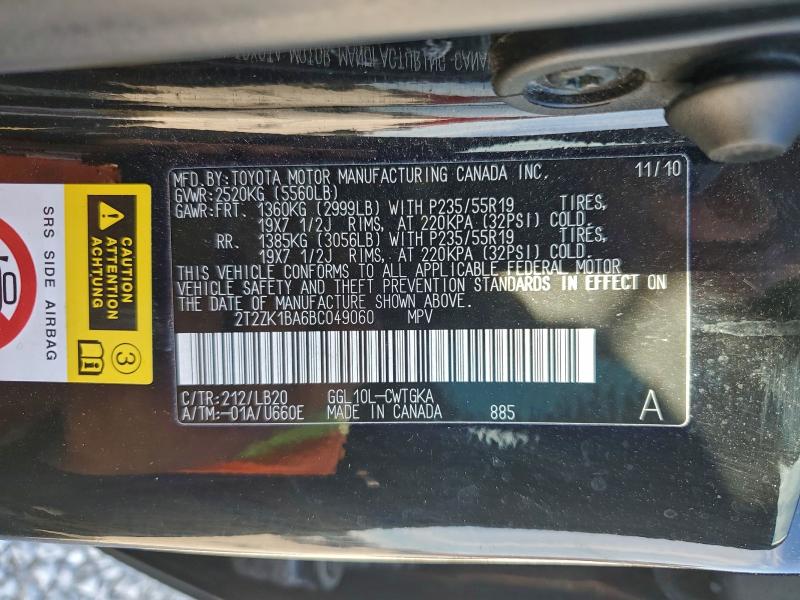 MFD.BY:TOYOTA MOTOR MANUFACTURING CANADA INC. 11/10
GVWR:2520KG (5560LB)
GAWR:FRT. 1360KG (2999LB) WITH P235/55R19 TIRES,
19X7 1/2J RIMS, AT 220KPA (32PSI) COLD.
RR. 1385KG (3056LB) WITH P235/55R19 TIRES,
19X7 1/2J RIMS, AT 220KPA (32PSI) COLD.
THIS VEHICLE CONFORMS TO ALL APPLICABLE FEDERAL MOTOR
VEHICLE SAFETY AND THEFT PREVENTION STANDARDS IN EFFECT ON
THE DATE OF MANUFACTURE SHOWN ABOVE.
2T2ZK1BA6BC049060 MPV
C/TR:212/LB20 GGL10L-CWTGKA
A/TM:-01A/U660E MADE IN CANADA 885 A
CAUTION
ATTENTION
ACHTUNG
3
SRS SIDE AIRBAG